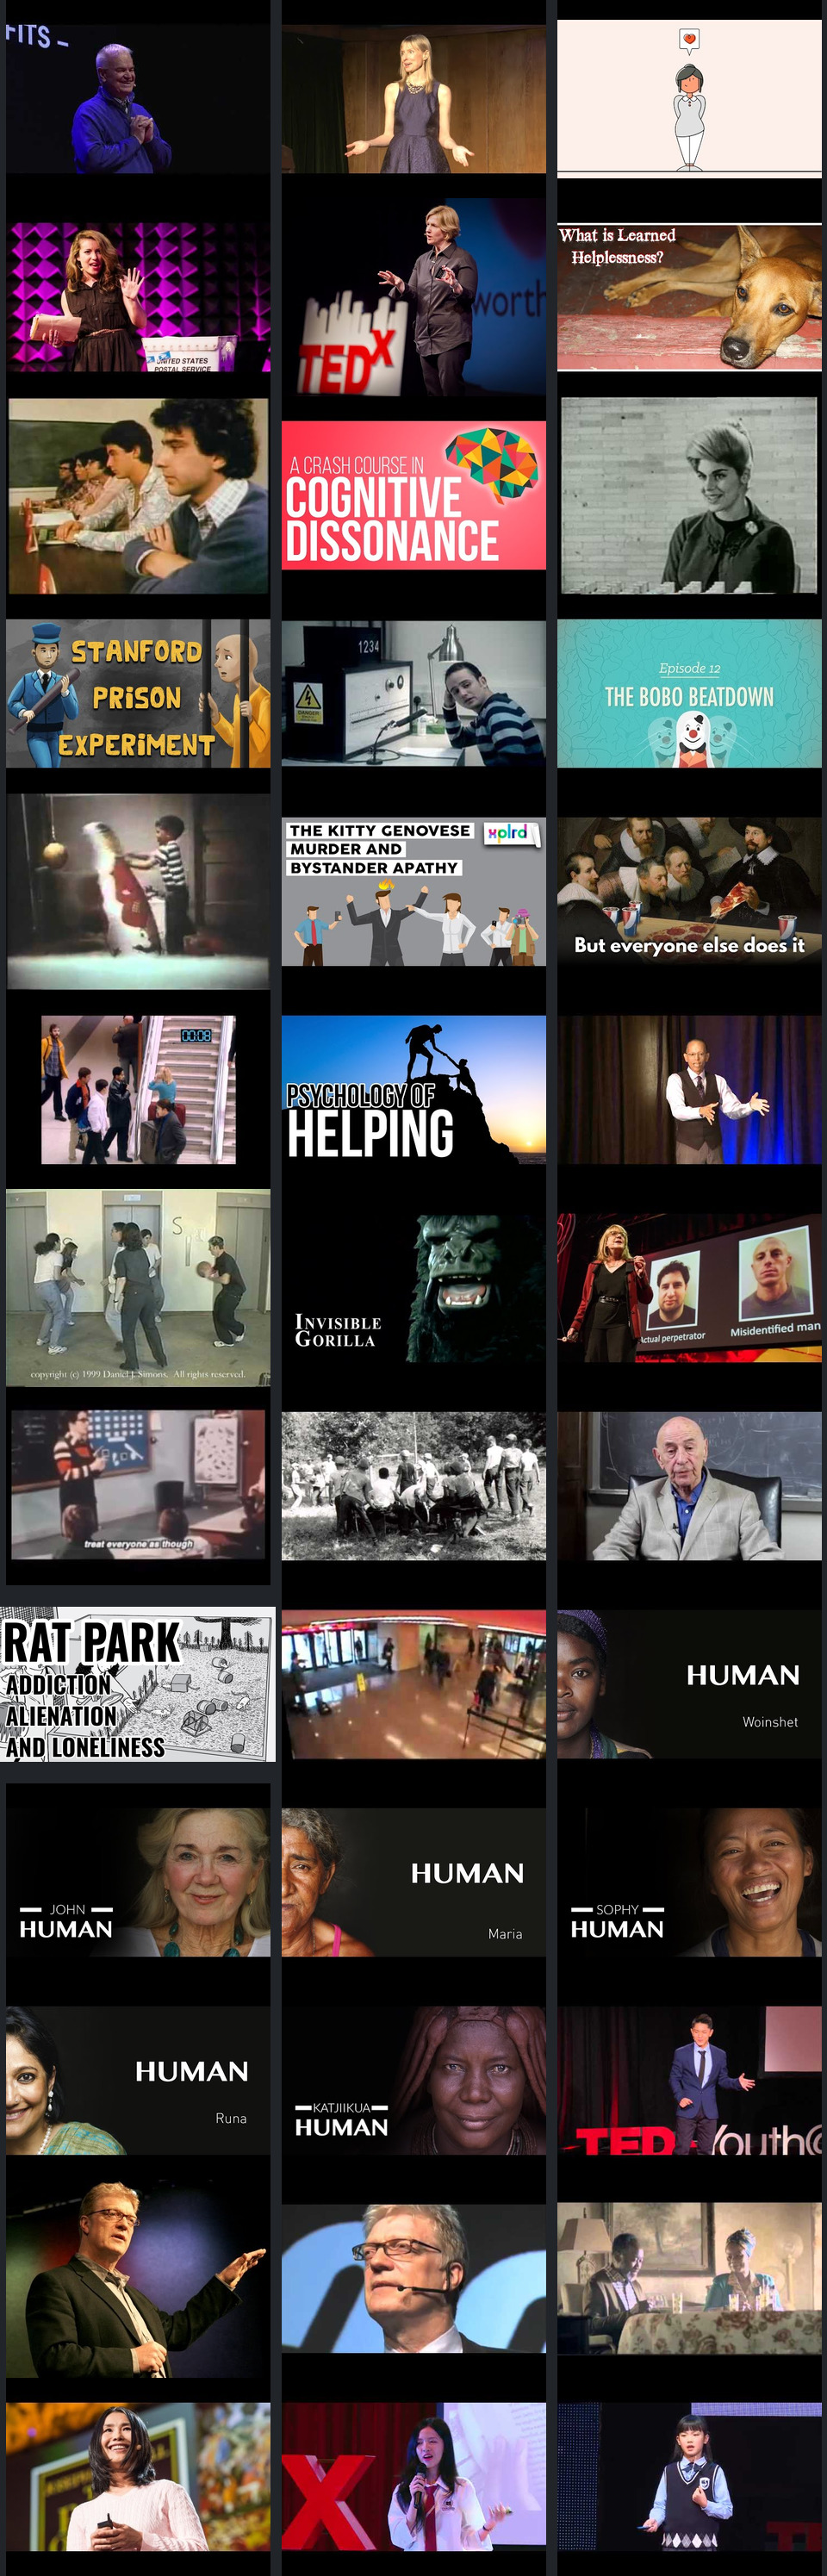 FITS –
UNITED STATES
POSTAL SERVICE
TEDx
worth
What is Learned
Helplessness?
A CRASH COURSE IN
COGNITIVE
DISSONANCE
STANFORD
PRISON
EXPERIMENT
1234
DANGER
Episode 12
THE BOBO BEATDOWN
THE KITTY GENOVESE
MURDER AND
BYSTANDER APATHY
xplrd
But everyone else does it
00:08
PSYCHOLOGY OF
HELPING
S
copyright (c) 1999 Daniel J. Simons. All rights reserved.
INVISIBLE
GORILLA
Actual perpetrator
Misidentified man
treat everyone as though
RAT PARK
ADDICTION
ALIENATION
AND LONELINESS
HUMAN
Woinshet
JOHN
HUMAN
HUMAN
Maria
SOPHY
HUMAN
HUMAN
Runa
KATJIIKUA
HUMAN
TEDx Youth@
X